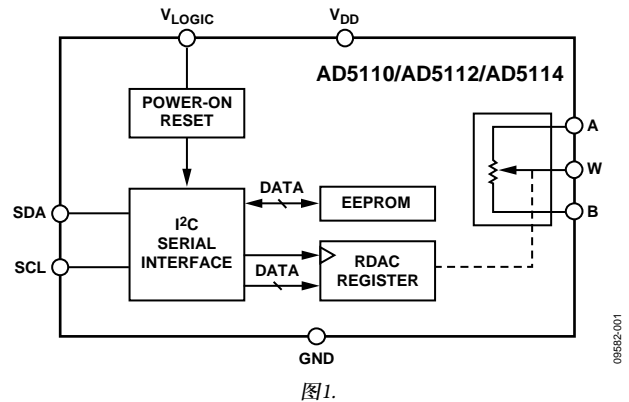 VLOGIC
VDD
AD5110/AD5112/AD5114
POWER-ON
RESET
A
W
B
SDA
SCL
I2C
SERIAL
INTERFACE
DATA
EEPROM
DATA
RDAC
REGISTER
GND
09582-001
图1.